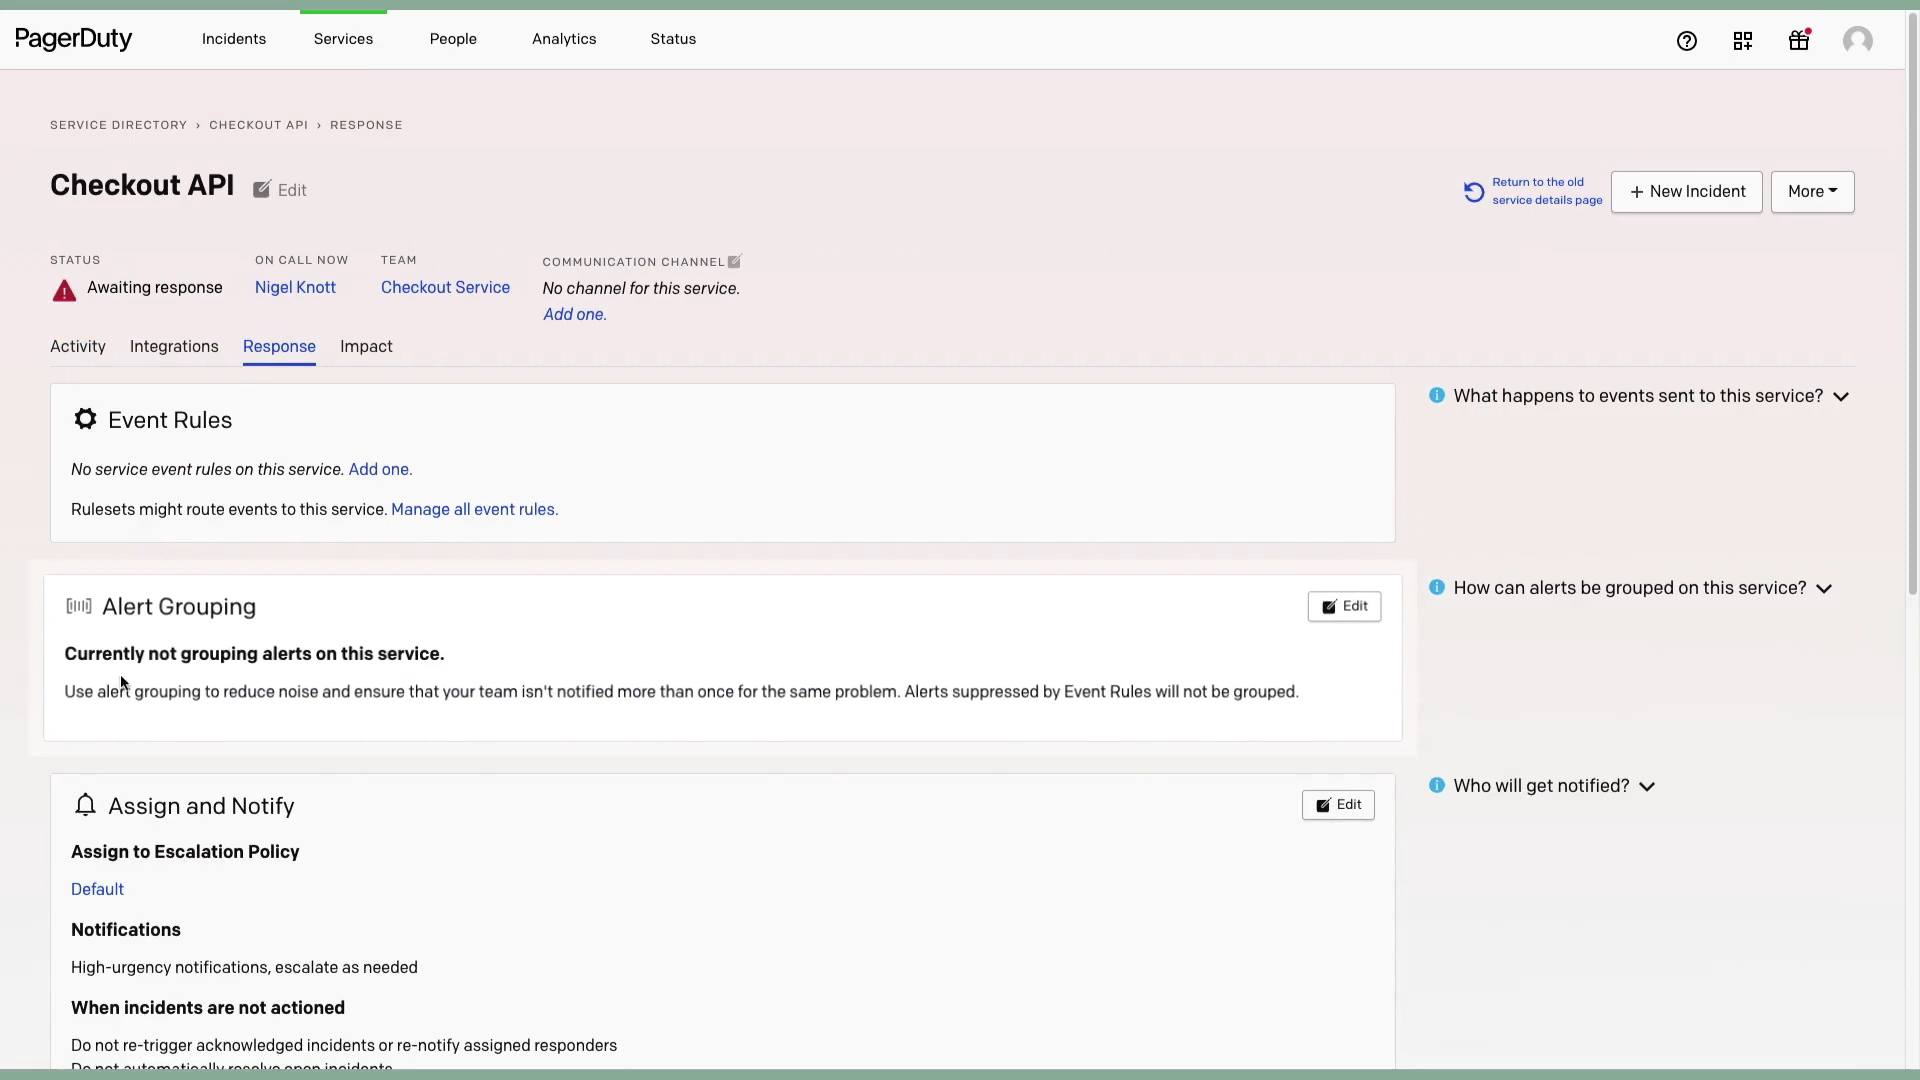 PagerDuty
Incidents
Services
People
Analytics
Status
SERVICE DIRECTORY › CHECKOUT API › RESPONSE
Checkout API
Edit
Return to the old
service details page
+ New Incident
More
STATUS
Awaiting response
ON CALL NOW
Nigel Knott
TEAM
Checkout Service
COMMUNICATION CHANNEL
No channel for this service.
Add one.
Activity
Integrations
Response
Impact
Event Rules
No service event rules on this service. Add one.
Rulesets might route events to this service. Manage all event rules.
What happens to events sent to this service?
Alert Grouping
Edit
Currently not grouping alerts on this service.
Use alert grouping to reduce noise and ensure that your team isn't notified more than once for the same problem. Alerts suppressed by Event Rules will not be grouped.
How can alerts be grouped on this service?
Assign and Notify
Edit
Assign to Escalation Policy
Default
Notifications
High-urgency notifications, escalate as needed
When incidents are not actioned
Do not re-trigger acknowledged incidents or re-notify assigned responders
Do not automatically resolve open incidents
Who will get notified?